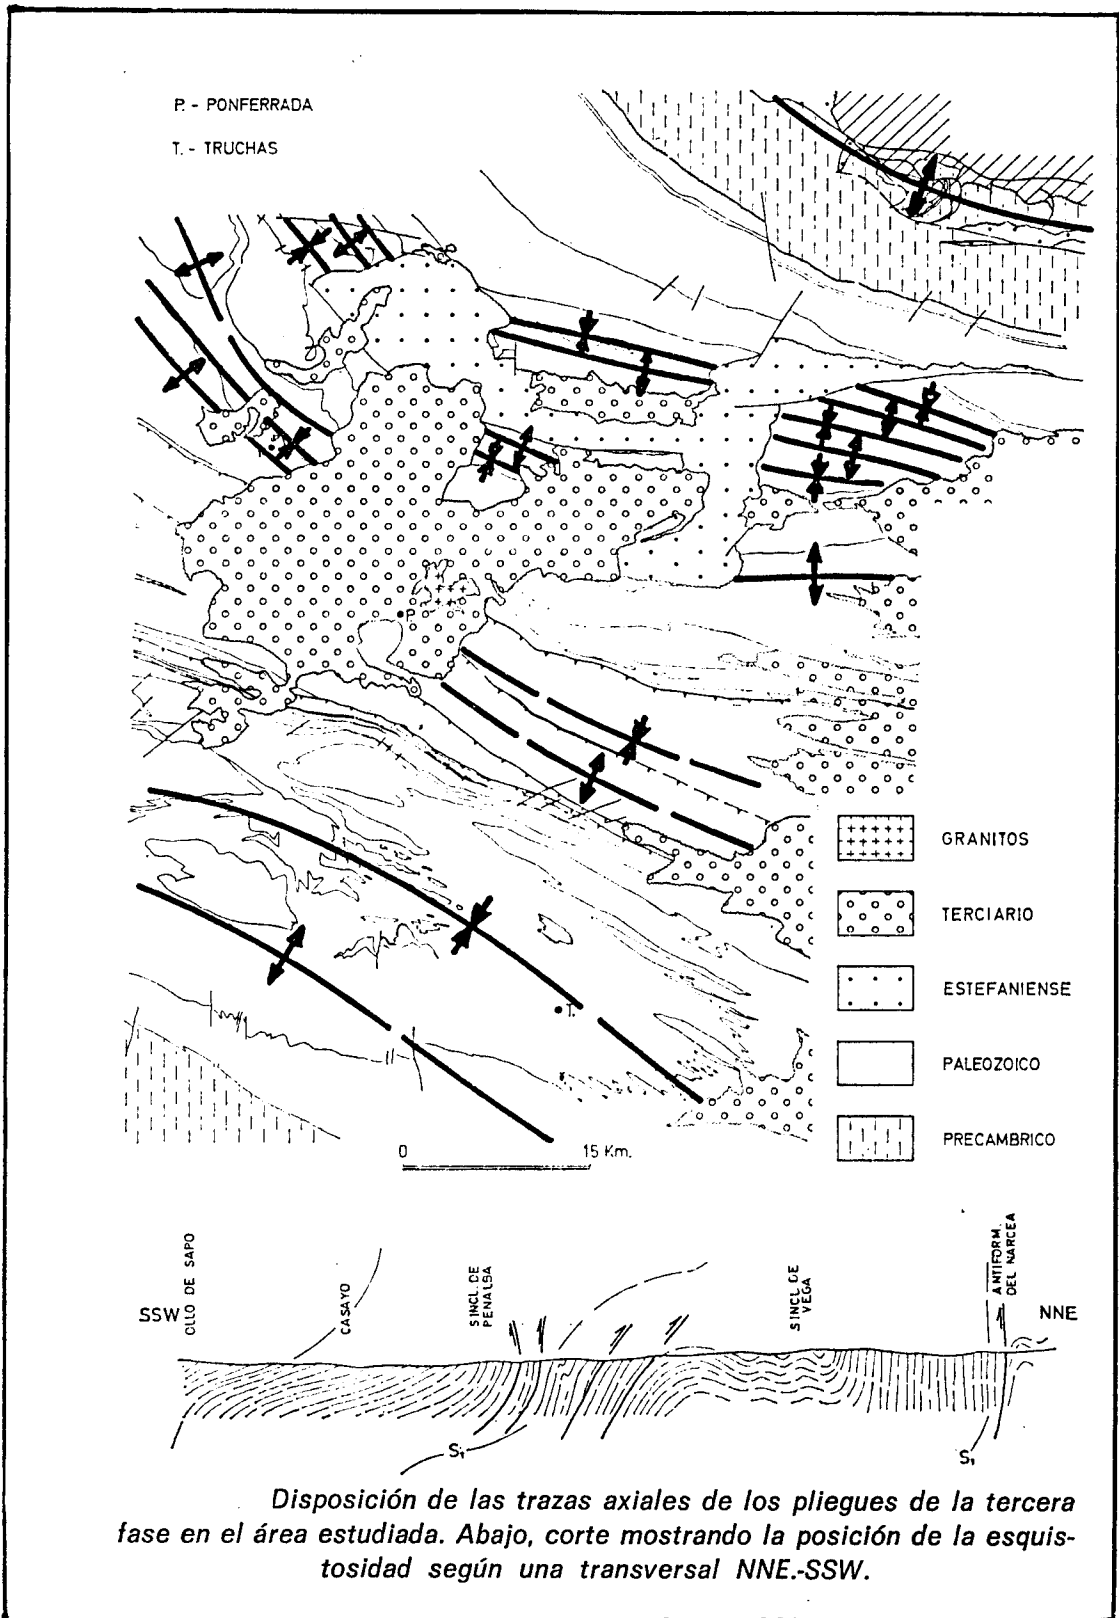 P. - PONFERRADA
T. - TRUCHAS
P.
T.
GRANITOS
TERCIARIO
ESTEFANIENSE
PALEOZOICO
PRECAMBRICO
0 15 Km.
SSW
OLLO DE SAPO
CASAYO
SINCL. DE
PEÑALBA
SINCL. DE
VEGA
ANTIFORM.
DEL NARCEA
NNE
S₁
S₁
Disposición de las trazas axiales de los pliegues de la tercera
fase en el área estudiada. Abajo, corte mostrando la posición de la esquis-
tosidad según una transversal NNE.-SSW.